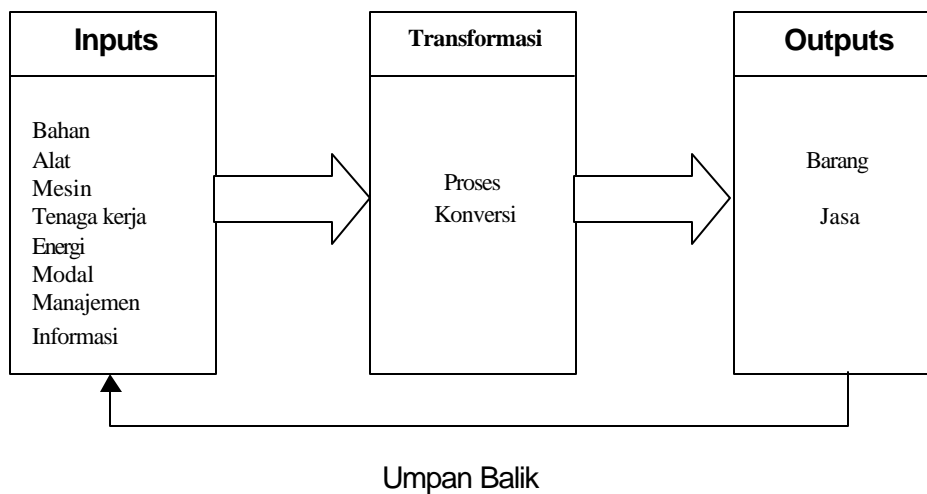 Inputs
Bahan
Alat
Mesin
Tenaga kerja
Energi
Modal
Manajemen
Informasi
Transformasi
Proses
Konversi
Outputs
Barang
Jasa
Umpan Balik